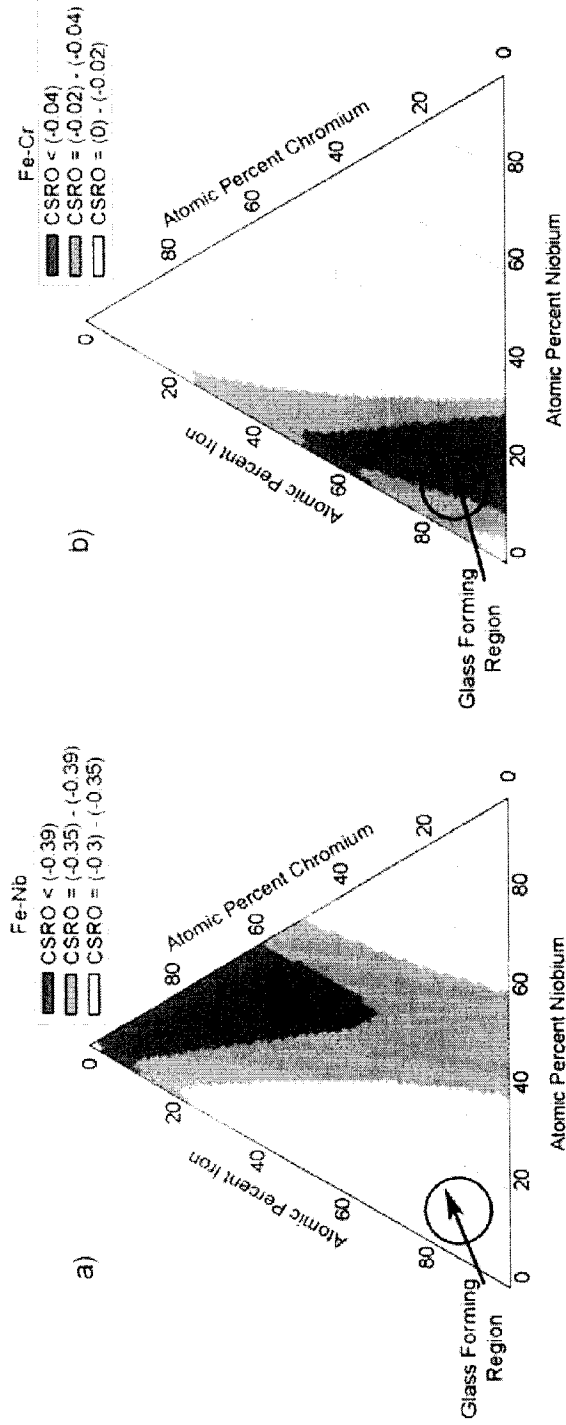 a)
Fe-Nb
CSRO < (-0.39)
CSRO = (-0.35) - (-0.39)
CSRO = (-0.3) - (-0.35)
Atomic Percent Iron
0
20
40
60
80
Atomic Percent Chromium
80
60
40
20
0
Glass Forming
Region
0
20
40
60
80
Atomic Percent Niobium
b)
Fe-Cr
CSRO < (-0.04)
CSRO = (-0.02) - (-0.04)
CSRO = (0) - (-0.02)
Atomic Percent Iron
0
20
40
60
80
Atomic Percent Chromium
80
60
40
20
0
Glass Forming
Region
0
20
40
60
80
Atomic Percent Niobium